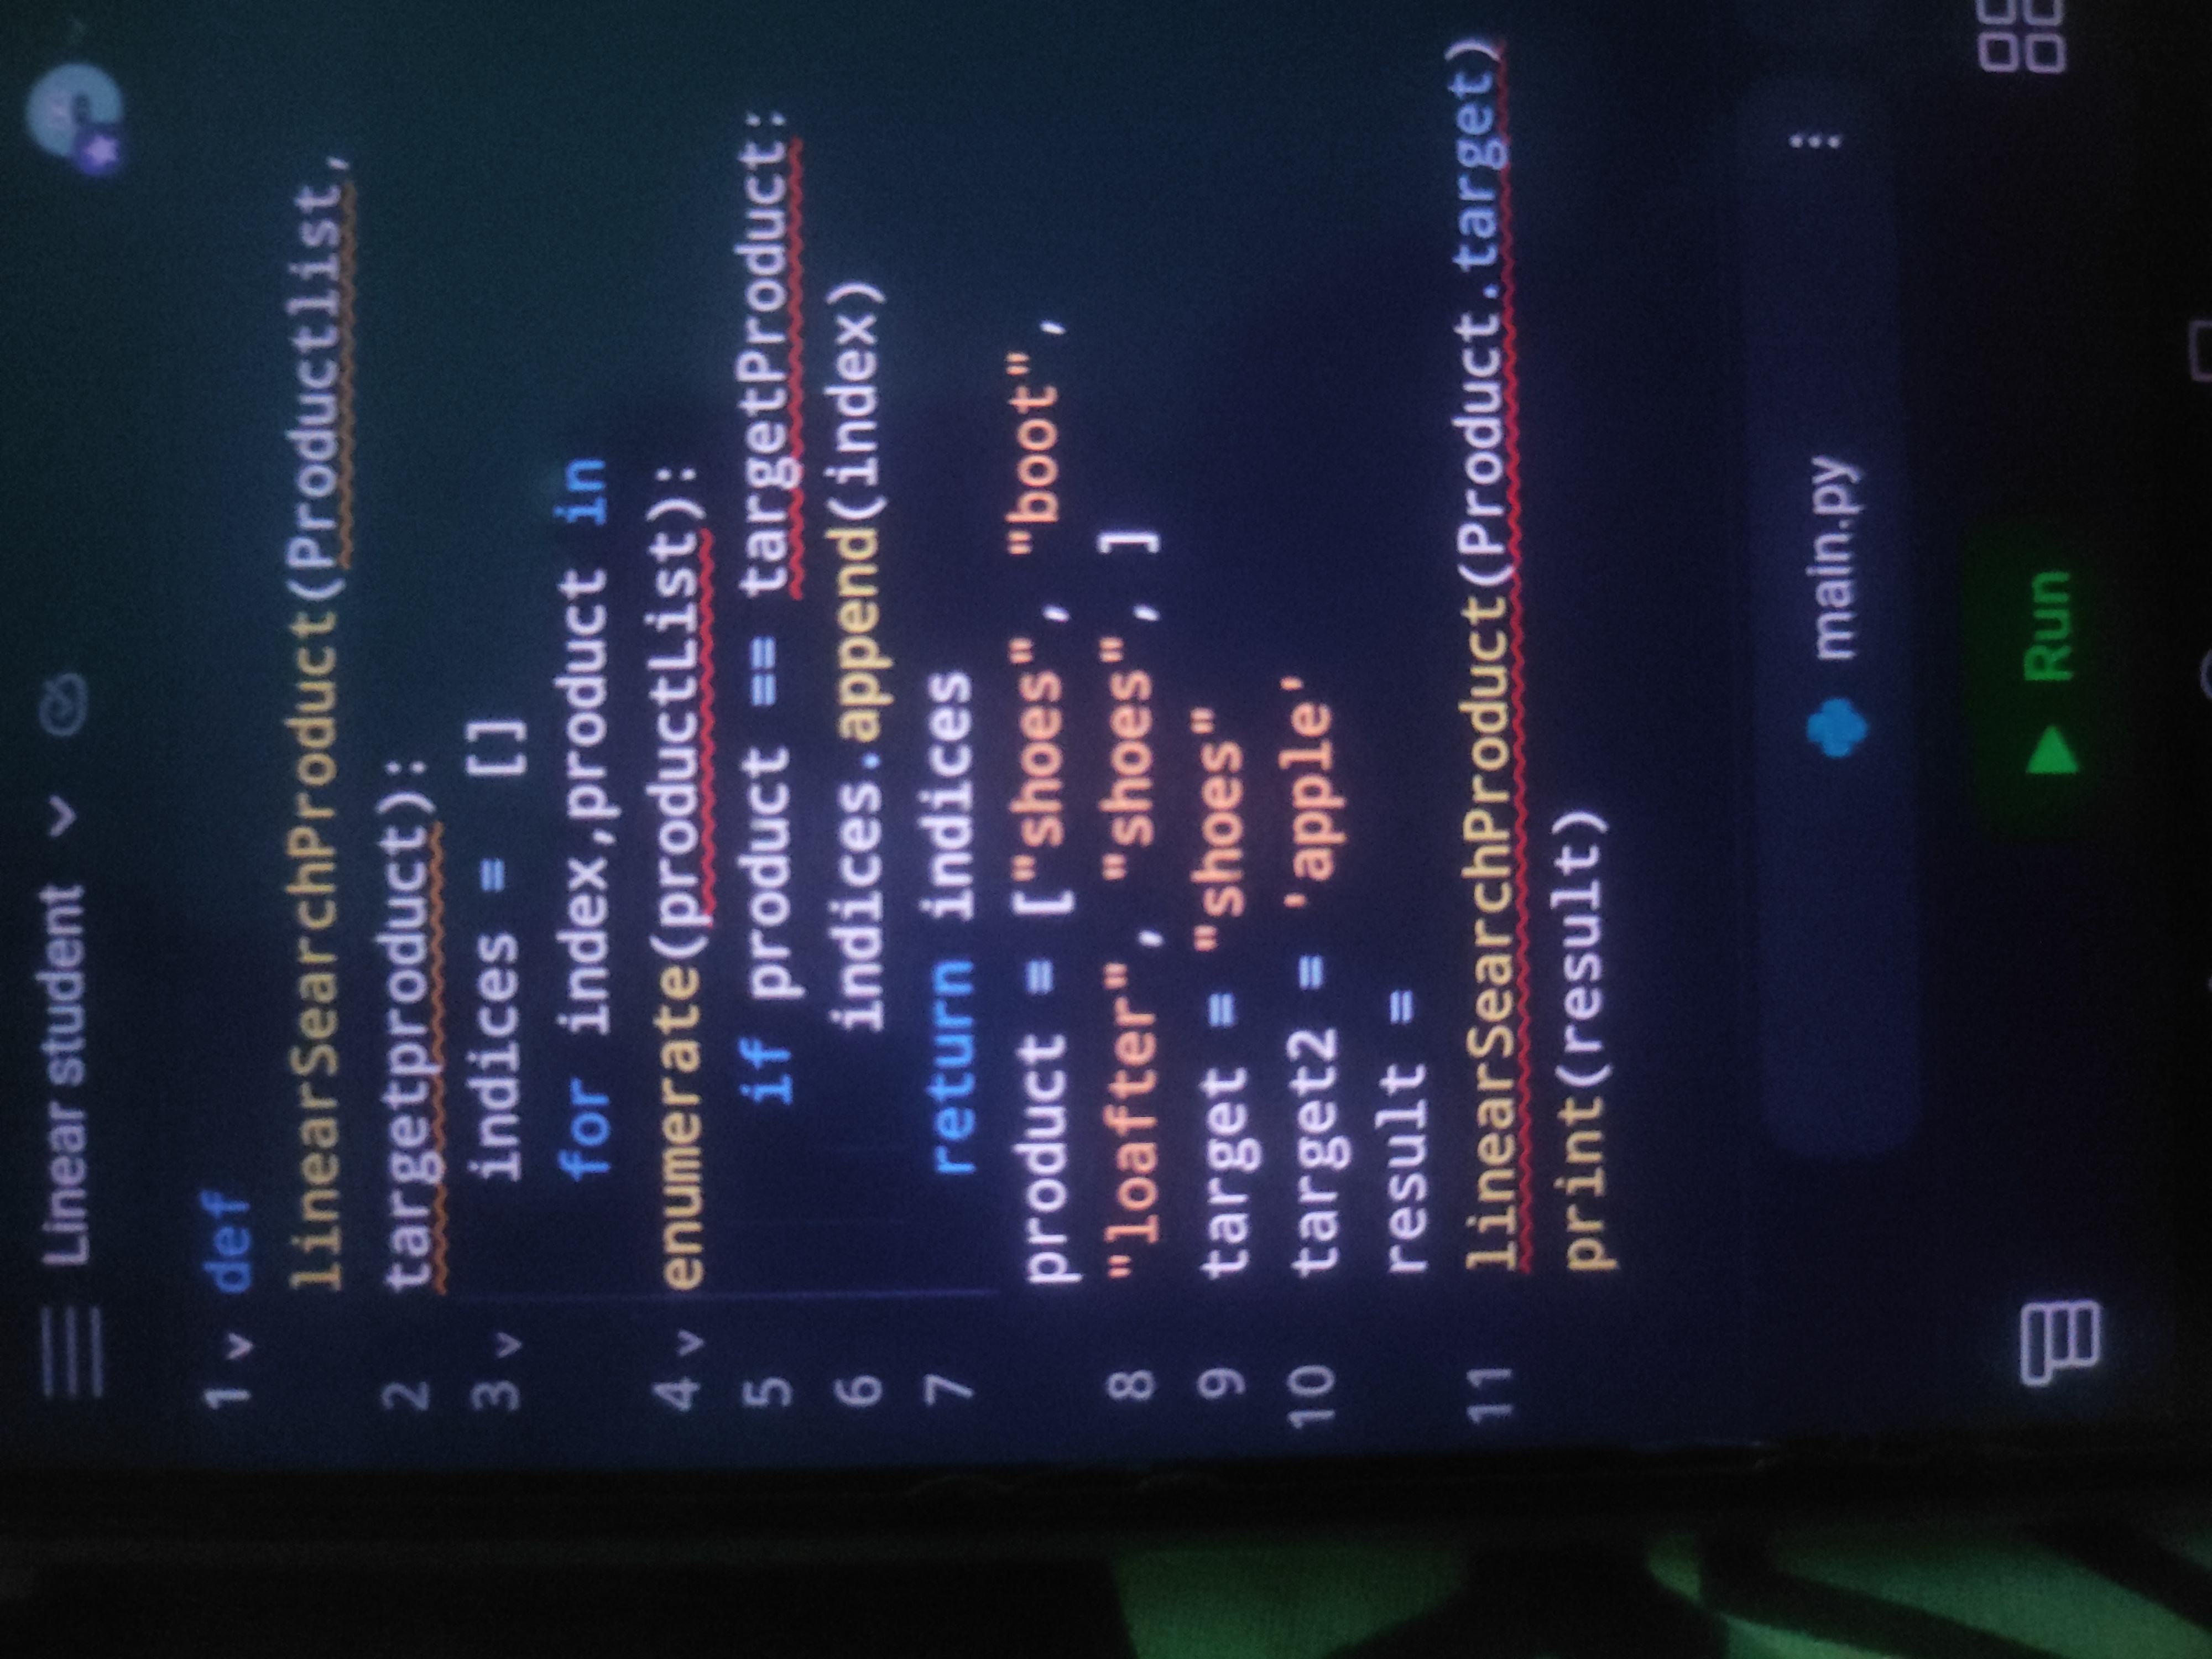 Linear student
1 def
linearSearchProduct(Productlist,
2 targetproduct):
3 indices =  []
for index,product in
4 enumerate(productList):
5 if product == targetProduct:
6 indices.append(index)
7 return indices
product = ["shoes", "boot",
8 "loafter", "shoes", ]
9 target = "shoes"
10 target2 = 'apple'
result =
11 linearSearchProduct(Product.target)
print(result)
main.py
Run